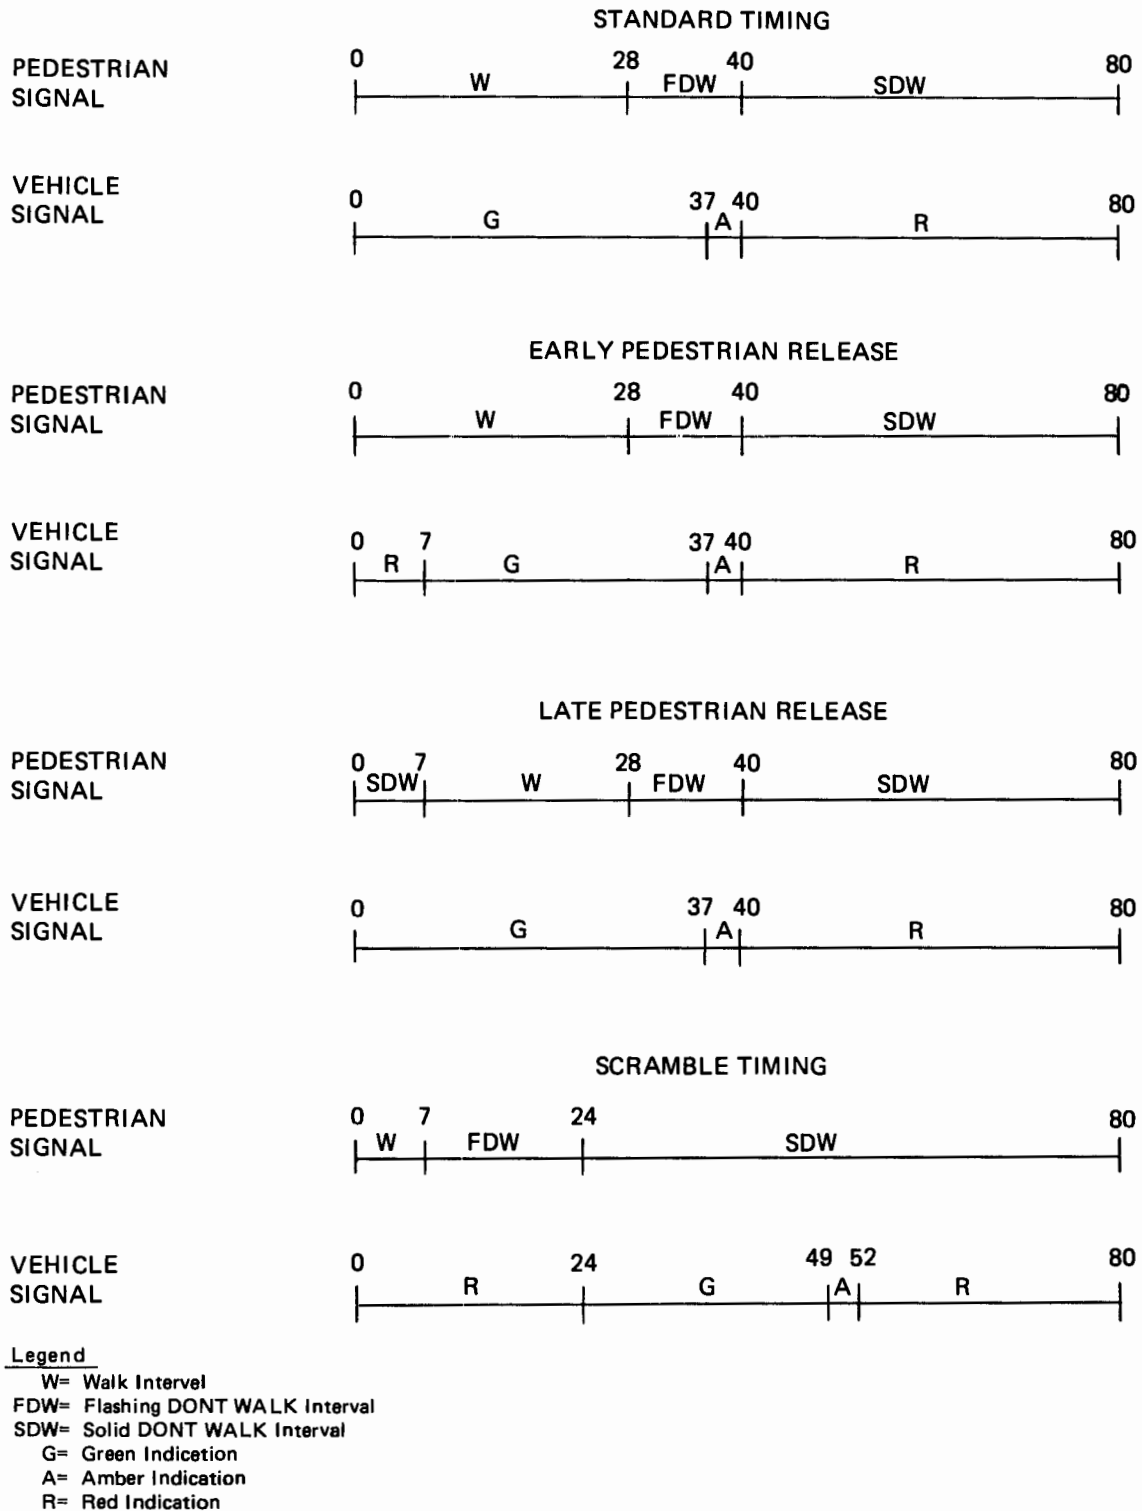 STANDARD TIMING
PEDESTRIAN
SIGNAL
0 28 40 80
W FDW SDW
VEHICLE
SIGNAL
0 37 40 80
G A R
EARLY PEDESTRIAN RELEASE
PEDESTRIAN
SIGNAL
0 28 40 80
W FDW SDW
VEHICLE
SIGNAL
0 7 37 40 80
R G A R
LATE PEDESTRIAN RELEASE
PEDESTRIAN
SIGNAL
0 7 28 40 80
SDW W FDW SDW
VEHICLE
SIGNAL
0 37 40 80
G A R
SCRAMBLE TIMING
PEDESTRIAN
SIGNAL
0 7 24 80
W FDW SDW
VEHICLE
SIGNAL
0 24 49 52 80
R G A R
Legend
W= Walk Intervel
FDW= Flashing DONT WALK Interval
SDW= Solid DONT WALK Interval
G= Green Indicetion
A= Amber Indication
R= Red Indication